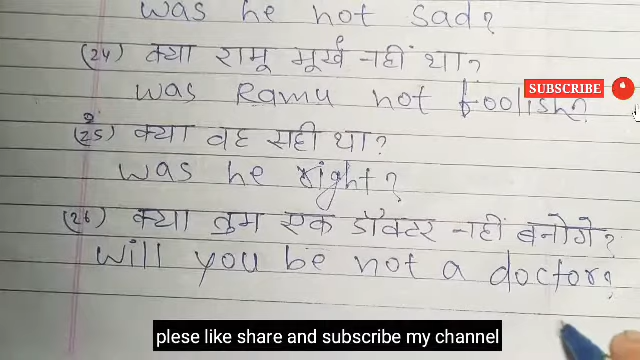 was he not sad?
(24) क्या रामू मूर्ख नहीं था?
was Ramu not foolish?
SUBSCRIBE
(25) क्या वह सही था?
was he right?
(26) क्या तुम एक डॉक्टर नहीं बनोगे?
will you be not a doctor?
plese like share and subscribe my channel